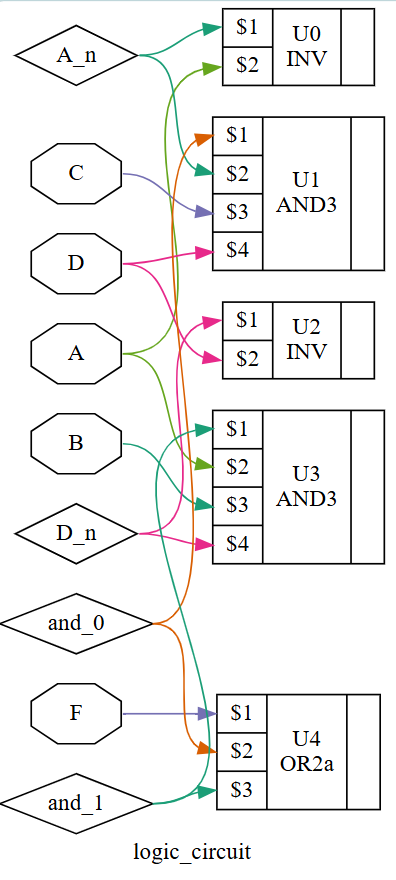 A_n
$1
$2
U0
INV
C
$1
$2
$3
$4
U1
AND3
D
A
$1
$2
U2
INV
B
$1
$2
$3
$4
U3
AND3
D_n
and_0
F
$1
$2
$3
U4
OR2a
and_1
logic_circuit